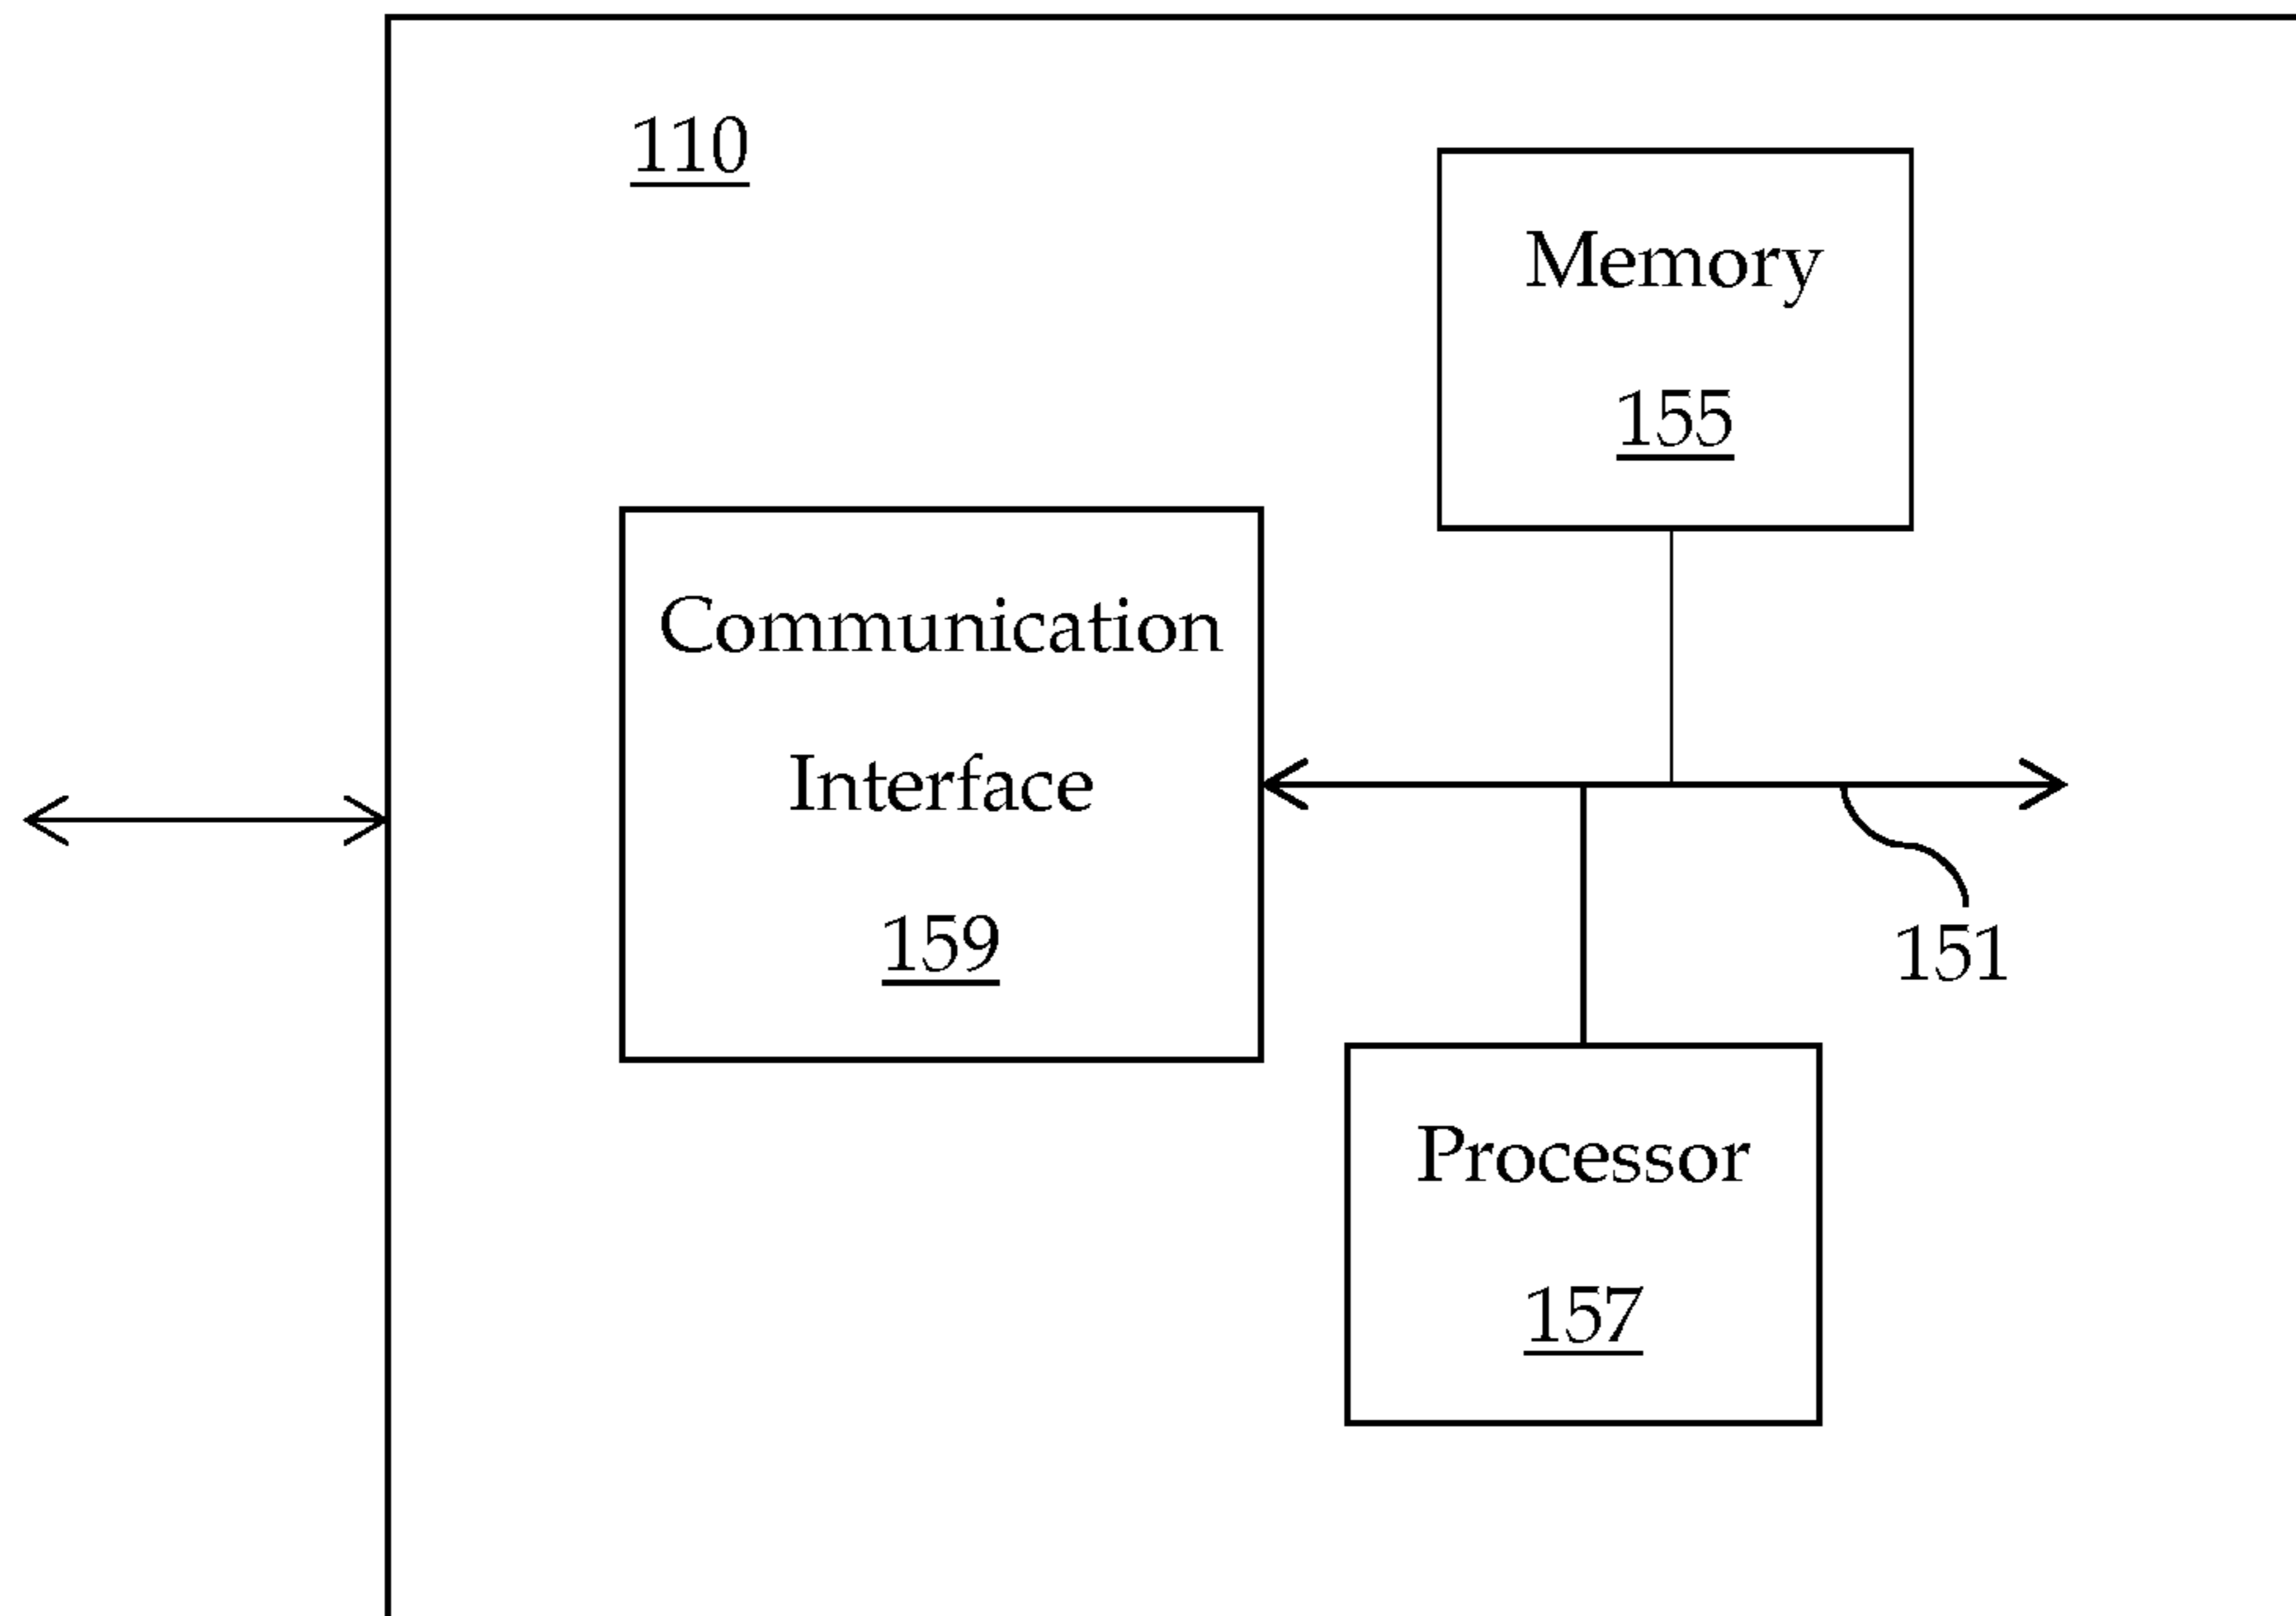 110
Memory
155
Communication
Interface
159
151
Processor
157